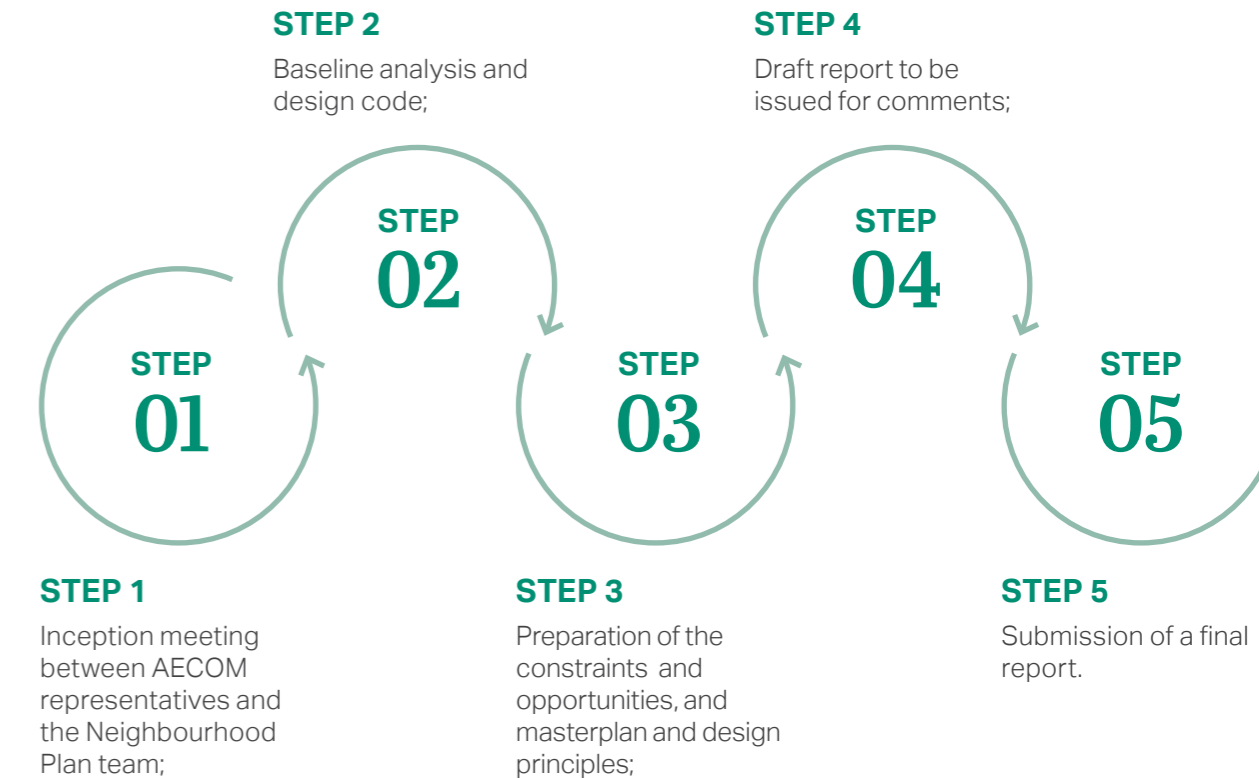 STEP 2
Baseline analysis and
design code;
STEP 4
Draft report to be
issued for comments;
STEP
01
STEP
02
STEP
03
STEP
04
STEP
05
STEP 1
Inception meeting
between AECOM
representatives and
the Neighbourhood
Plan team;
STEP 3
Preparation of the
constraints and
opportunities, and
masterplan and design
principles;
STEP 5
Submission of a final
report.